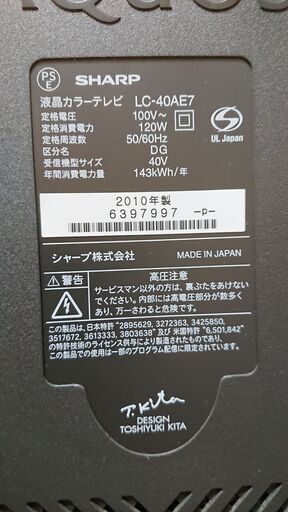 PSE
SHARP
液晶カラーテレビ LC-40AE7
定格電圧 100V~
定格消費電力 120W
定格周波数 50/60Hz
区分名 DG
受信機型サイズ 40V
年間消費電力量 143kWh/年
UL Japan
2010年製
6397997 -p-
シャープ株式会社 MADE IN JAPAN
警告 高圧注意
サービスマン以外の方は、裏ぶたをあけないでください。内部には高電圧部分が数多くあり、万一さわると危険です。
この製品は、日本特許 "2895629, 3272363, 3425850,
3517672, 3613333, 3803638" 及び 米国特許 "6,501,842"
の特許技術のライセンス供与により製造された製品です。
この製品の使用は一部のプログラム配信に限定されています。
T. Kita
DESIGN
TOSHIYUKI KITA